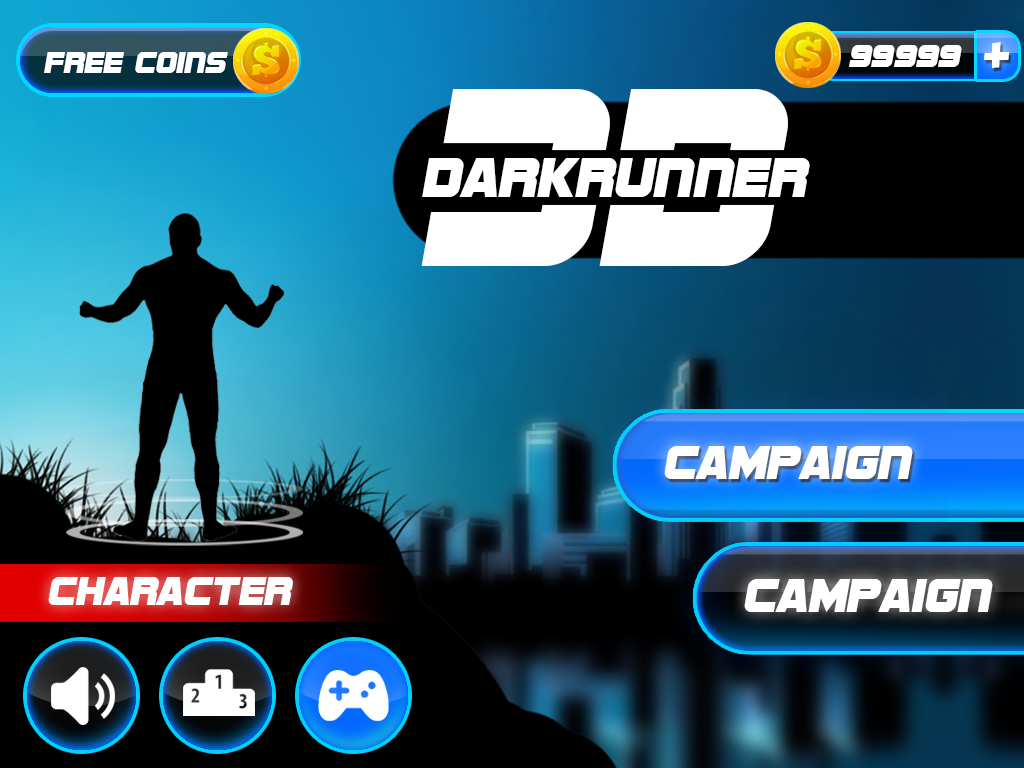 FREE COINS
99999
3D
DARKRUNNER
CAMPAIGN
CAMPAIGN
CHARACTER
2 1 3